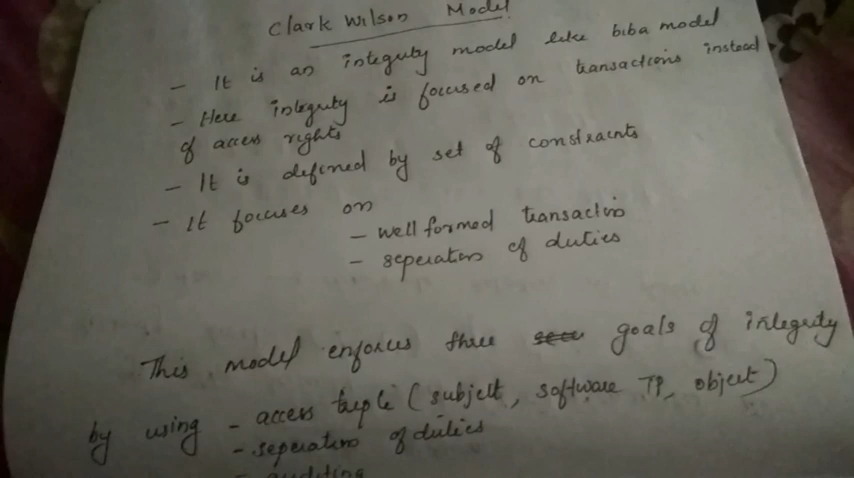 Clark Wilson Model
- It is an integrity model like biba model
- Here integrity is focused on transactions instead
of access rights
- It is defined by set of constraints
- It focuses on
- well formed transaction
- seperation of duties
This model enforces three goals of integrity
by using - access triple (subject, software TP, object)
- seperation of duties
- auditing